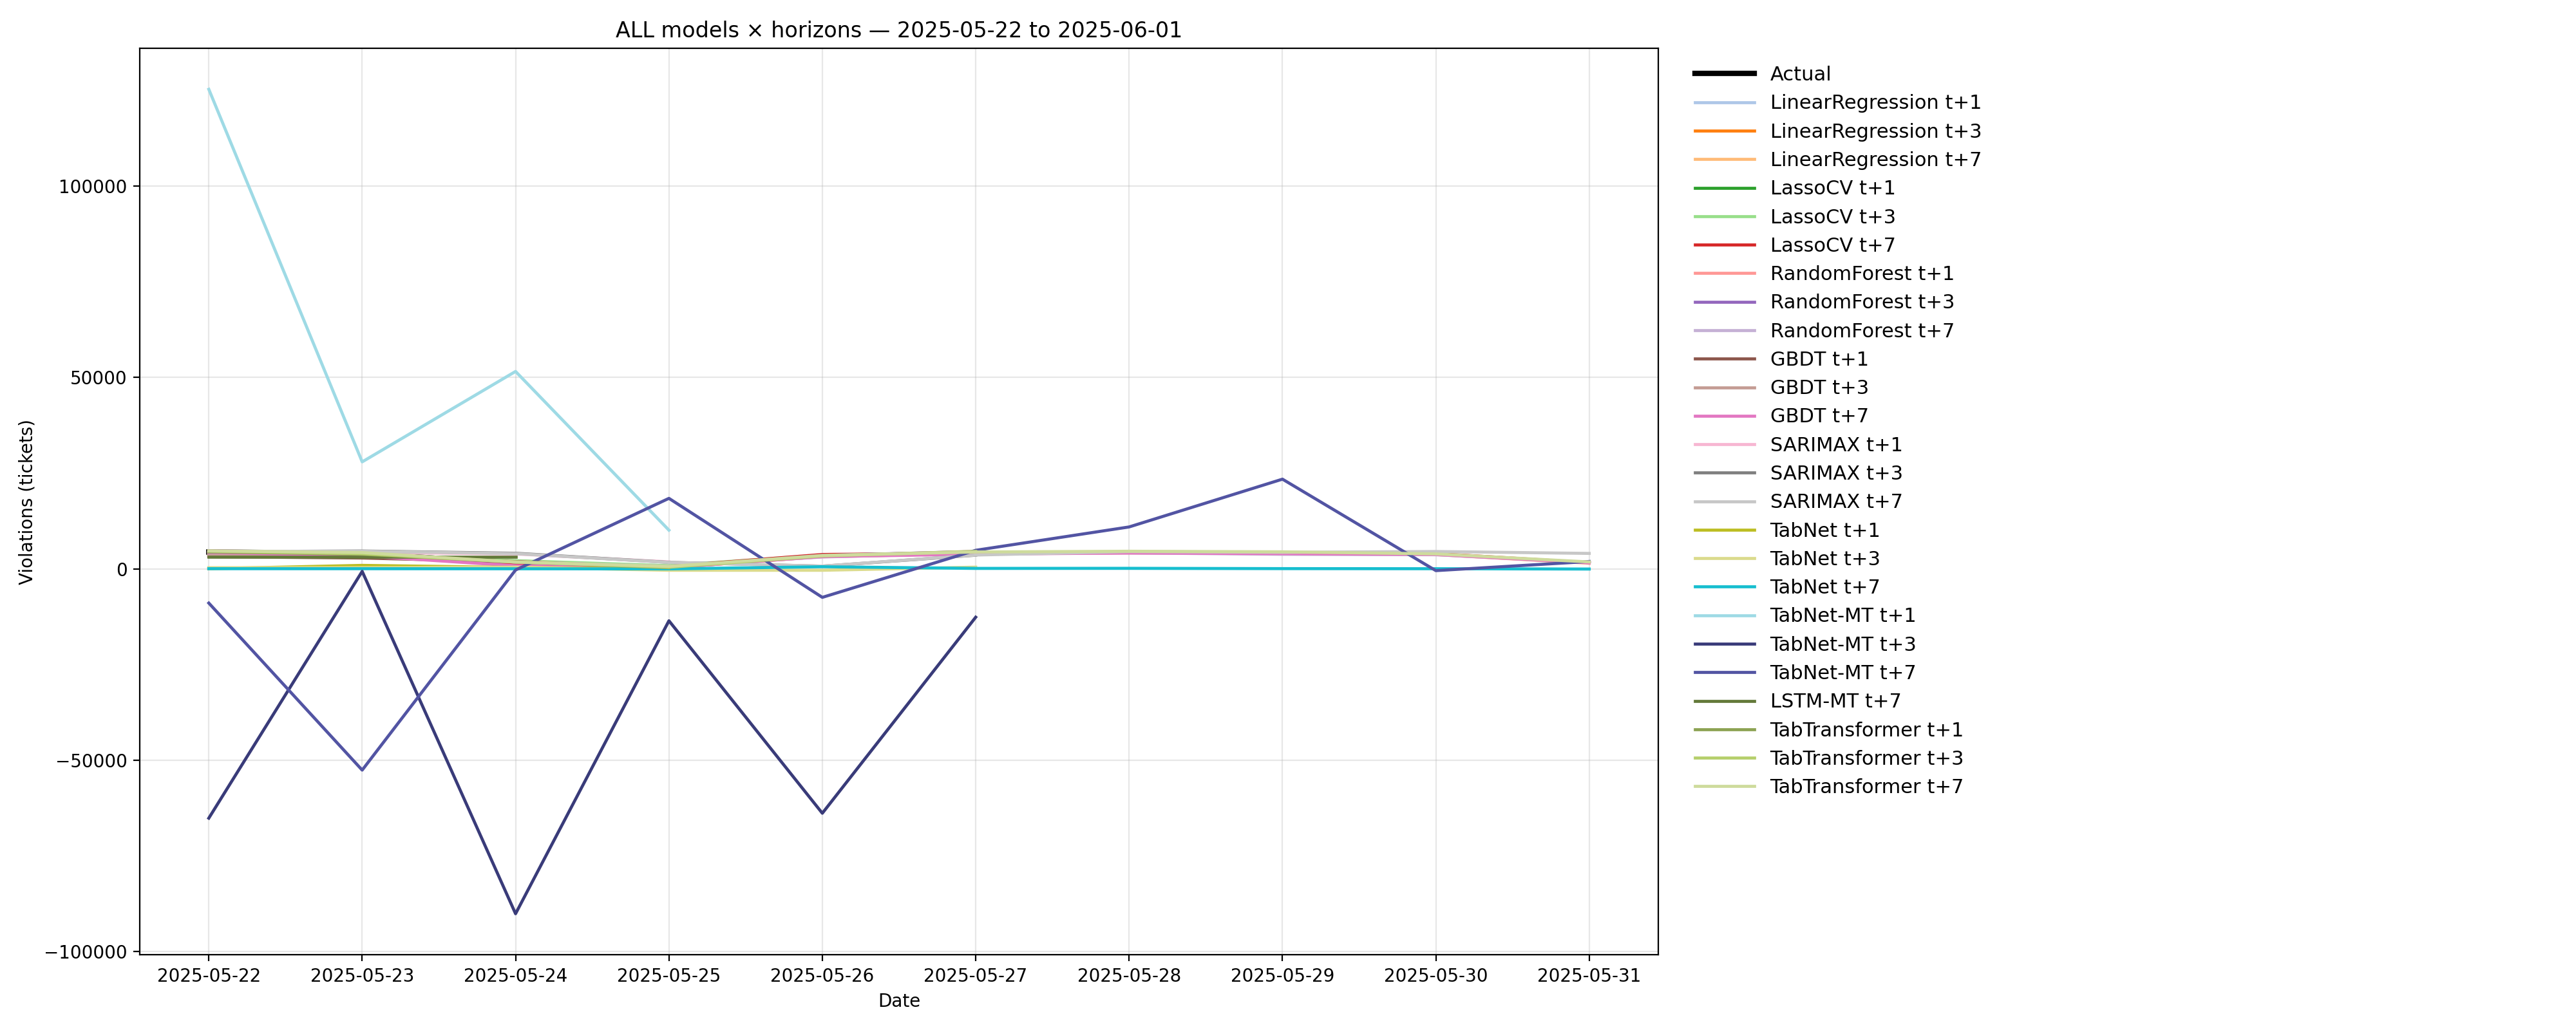 ALL models × horizons — 2025-05-22 to 2025-06-01
Violations (tickets)
100000
50000
0
−50000
−100000
2025-05-22 2025-05-23 2025-05-24 2025-05-25 2025-05-26 2025-05-27 2025-05-28 2025-05-29 2025-05-30 2025-05-31
Date
Actual
LinearRegression t+1
LinearRegression t+3
LinearRegression t+7
LassoCV t+1
LassoCV t+3
LassoCV t+7
RandomForest t+1
RandomForest t+3
RandomForest t+7
GBDT t+1
GBDT t+3
GBDT t+7
SARIMAX t+1
SARIMAX t+3
SARIMAX t+7
TabNet t+1
TabNet t+3
TabNet t+7
TabNet-MT t+1
TabNet-MT t+3
TabNet-MT t+7
LSTM-MT t+7
TabTransformer t+1
TabTransformer t+3
TabTransformer t+7